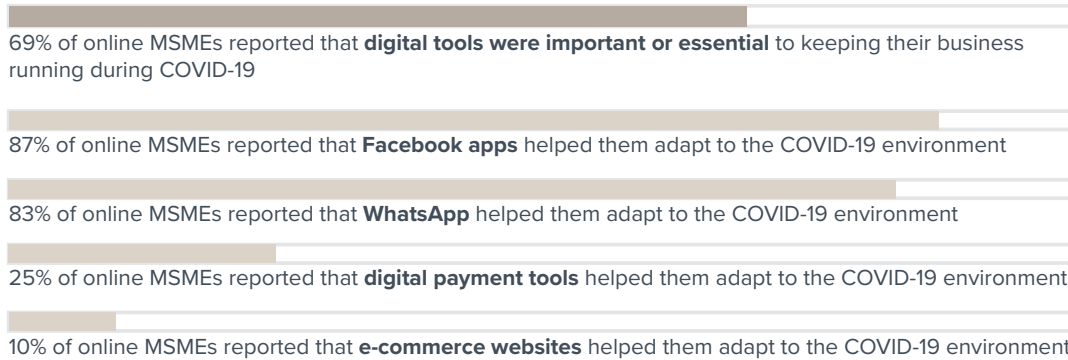 69% of online MSMEs reported that digital tools were important or essential to keeping their business
running during COVID-19
87% of online MSMEs reported that Facebook apps helped them adapt to the COVID-19 environment
83% of online MSMEs reported that WhatsApp helped them adapt to the COVID-19 environment
25% of online MSMEs reported that digital payment tools helped them adapt to the COVID-19 environment
10% of online MSMEs reported that e-commerce websites helped them adapt to the COVID-19 environment